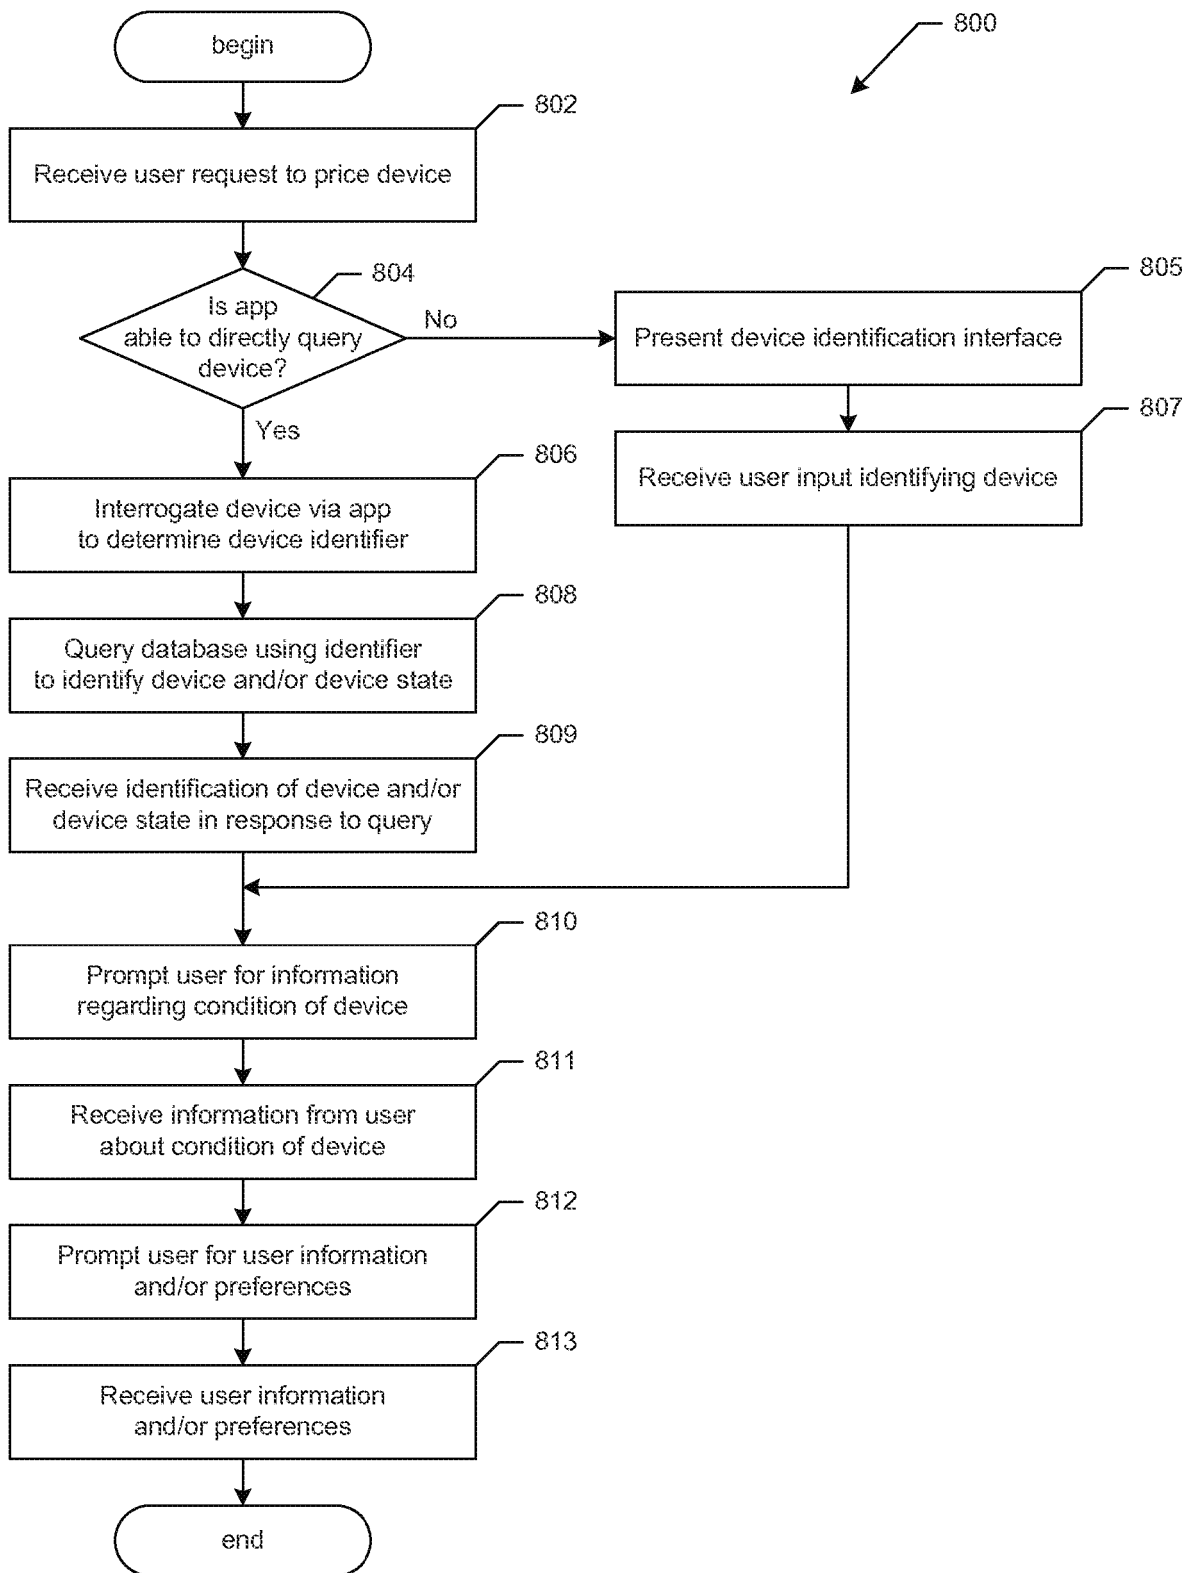 begin
800
802
Receive user request to price device
804
Is app
able to directly query
device?
No
Yes
805
Present device identification interface
807
Receive user input identifying device
806
Interrogate device via app
to determine device identifier
808
Query database using identifier
to identify device and/or device state
809
Receive identification of device and/or
device state in response to query
810
Prompt user for information
regarding condition of device
811
Receive information from user
about condition of device
812
Prompt user for user information
and/or preferences
813
Receive user information
and/or preferences
end